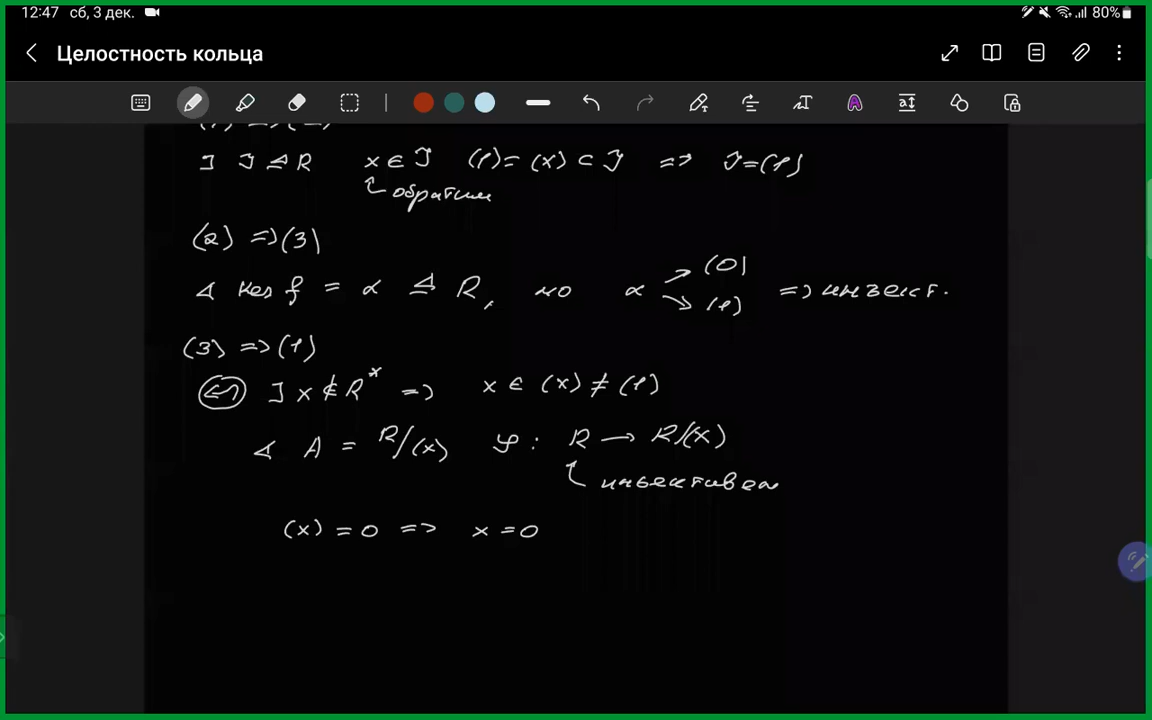 12:47 сб, 3 дек. 80%
Целостность кольца
∃ J ⊴ R x ∈ J (1) = (x) ⊂ J => J = (1)
обратим
(2) => (3)
∢ Ker f = α ⊴ R, но α (0) (1) => инъект.
(3) => (1)
∃ x ∉ R* => x ∈ (x) ≠ (1)
∢ A = R/(x) φ: R → R/(x)
инъективен
(x) = 0 => x = 0